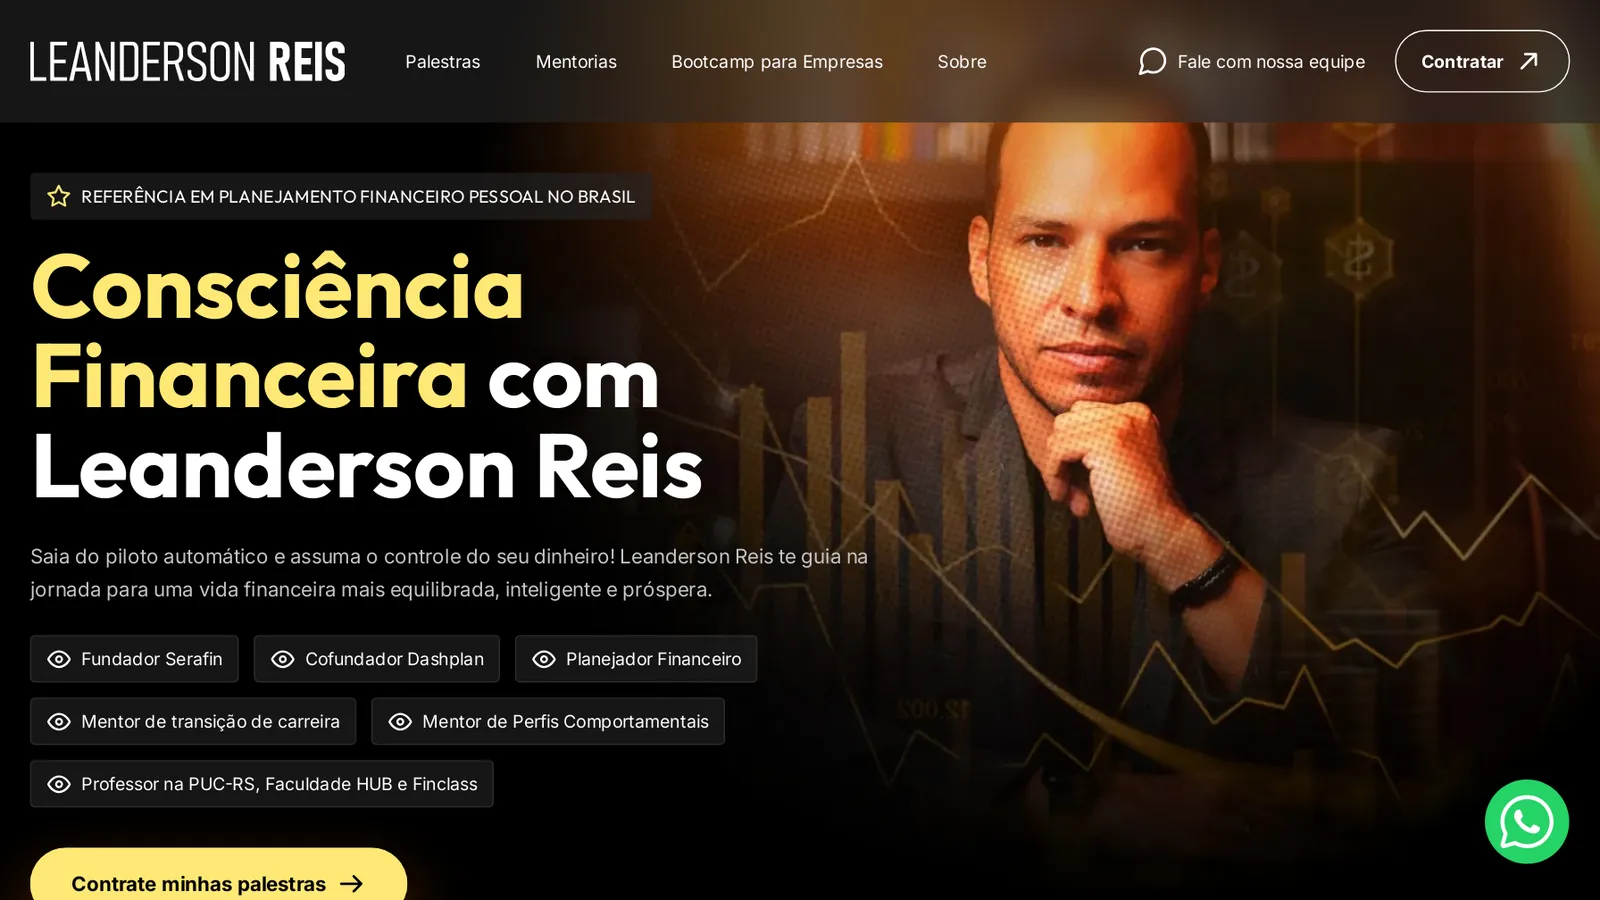 LEANDERSON REIS
Palestras
Mentorias
Bootcamp para Empresas
Sobre
Fale com nossa equipe
Contratar
REFERÊNCIA EM PLANEJAMENTO FINANCEIRO PESSOAL NO BRASIL
Consciência
Financeira com
Leanderson Reis
Saia do piloto automático e assuma o controle do seu dinheiro! Leanderson Reis te guia na
jornada para uma vida financeira mais equilibrada, inteligente e próspera.
Fundador Serafin
Cofundador Dashplan
Planejador Financeiro
Mentor de transição de carreira
Mentor de Perfis Comportamentais
Professor na PUC-RS, Faculdade HUB e Finclass
Contrate minhas palestras